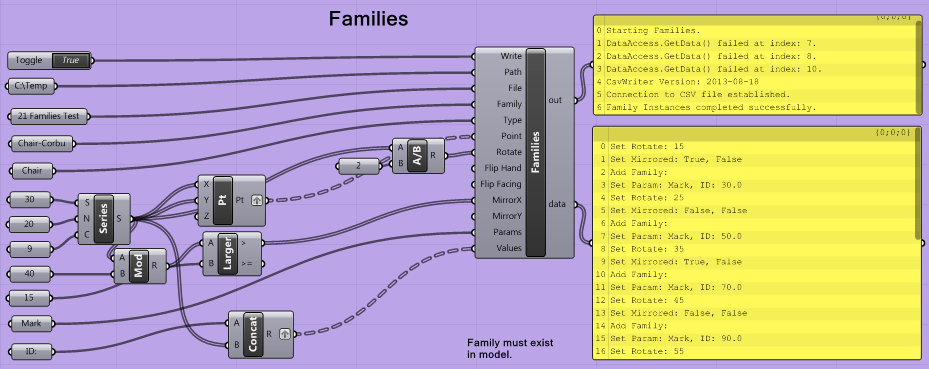 Families
Toggle True
C:\Temp
21 Families Test
Chair-Corbu
Chair
30
20
9
40
15
Mark
ID:
S
N
C
Series
S
A
B
Mod
R
X
Y
Z
Pt
Pt
A
B
Larger
>
>=
A
B
Concat
R
2
A
B
A/B
R
Write
Path
File
Family
Type
Point
Rotate
Flip Hand
Flip Facing
MirrorX
MirrorY
Params
Values
Families
out
data
Family must exist
in model.
{0;0;0}
0 Starting Families.
1 DataAccess.GetData() failed at index: 7.
2 DataAccess.GetData() failed at index: 8.
3 DataAccess.GetData() failed at index: 10.
4 CsvWriter Version: 2013-08-18
5 Connection to CSV file established.
6 Family Instances completed successfully.
{0;0;0}
0 Set Rotate: 15
1 Set Mirrored: True, False
2 Add Family:
3 Set Param: Mark, ID: 30.0
4 Set Rotate: 25
5 Set Mirrored: False, False
6 Add Family:
7 Set Param: Mark, ID: 50.0
8 Set Rotate: 35
9 Set Mirrored: True, False
10 Add Family:
11 Set Param: Mark, ID: 70.0
12 Set Rotate: 45
13 Set Mirrored: False, False
14 Add Family:
15 Set Param: Mark, ID: 90.0
16 Set Rotate: 55